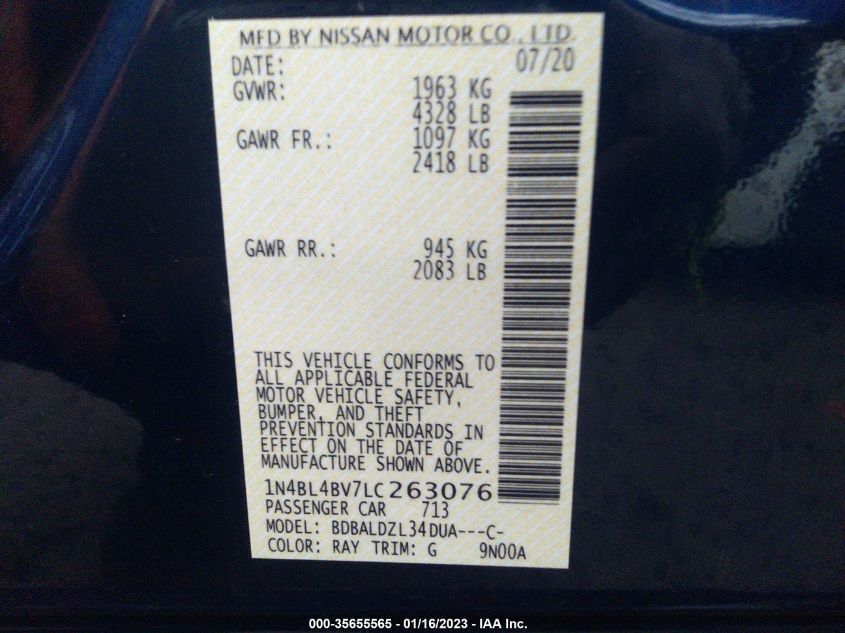 MFD BY NISSAN MOTOR CO., LTD.
DATE: 07/20
GVWR: 1963 KG
4328 LB
GAWR FR.: 1097 KG
2418 LB
GAWR RR.: 945 KG
2083 LB
THIS VEHICLE CONFORMS TO
ALL APPLICABLE FEDERAL
MOTOR VEHICLE SAFETY,
BUMPER, AND THEFT
PREVENTION STANDARDS IN
EFFECT ON THE DATE OF
MANUFACTURE SHOWN ABOVE.
1N4BL4BV7LC263076
PASSENGER CAR 713
MODEL: BDBALDZL34DUA---C-
COLOR: RAY TRIM: G 9N00A
000-35655565 - 01/16/2023 - IAA Inc.